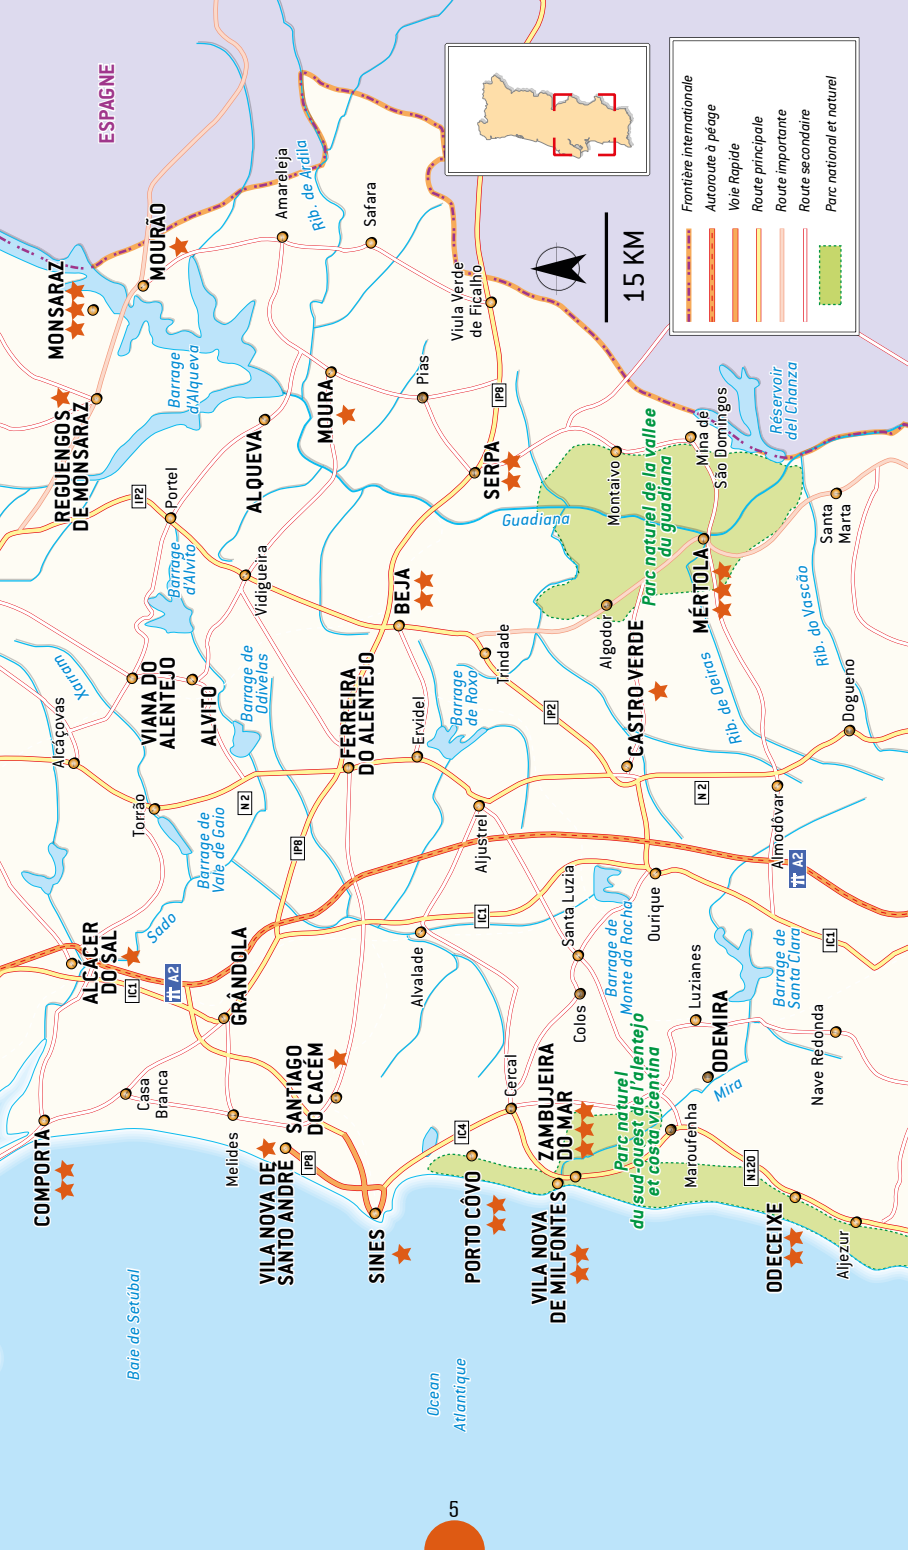 ESPAGNE
MONSARAZ
MOURÃO
Amareleja
Rib. de Ardila
Safara
REGUENGOS
DE MONSARAZ
Barrage
d'Alqueva
Viula Verde
de Ficalho
15 KM
Frontière internationale
Autoroute à péage
Voie Rapide
Route principale
Route importante
Route secondaire
Parc national et naturel
Portel
IP2
ALQUEVA
MOURA
Pias
IP8
SERPA
Guadiana
Montaivo
Parc naturel de la vallee
du guadiana
Mina de
São Domingos
Réservoir
del Chanza
Santa
Marta
Barrage
d'Alvito
Vidigueira
BEJA
Trindade
Algodor
MÉRTOLA
Rib. do Vascão
Xarram
Alcáçovas
VIANA DO
ALENTEJO
ALVITO
Barrage de
Odivelas
FERREIRA
DO ALENTEJO
Ervidel
Barrage
de Roxo
IP2
CASTRO VERDE
Rib. de Deiras
Dogueno
Torrão
Barrage de
Vale de Gaio
N 2
IP8
Aljustrel
N 2
Almodôvar
A2
ALCÁCER
DO SAL
Sado
IC1
A2
GRÂNDOLA
Alvalade
IC1
Santa Luzia
Ourique
Barrage de
Monte da Rocha
Colos
Luzianes
Barrage de
Santa Clara
IC1
Nave Redonda
COMPORTA
Casa
Branca
Melides
SANTIAGO
DO CACÉM
VILA NOVA DE
SANTO ANDRÉ
IP8
SINES
Cercal
IC4
PORTO CÔVO
ZAMBUJEIRA
DO MAR
VILA NOVA
DE MILFONTES
Parc naturel
du sud-ouest de l'alentejo
et costa vicentina
ODEMIRA
Mira
Maroufenha
N120
ODECEIXE
Aljezur
Baie de Setúbal
Ocean
Atlantique
5